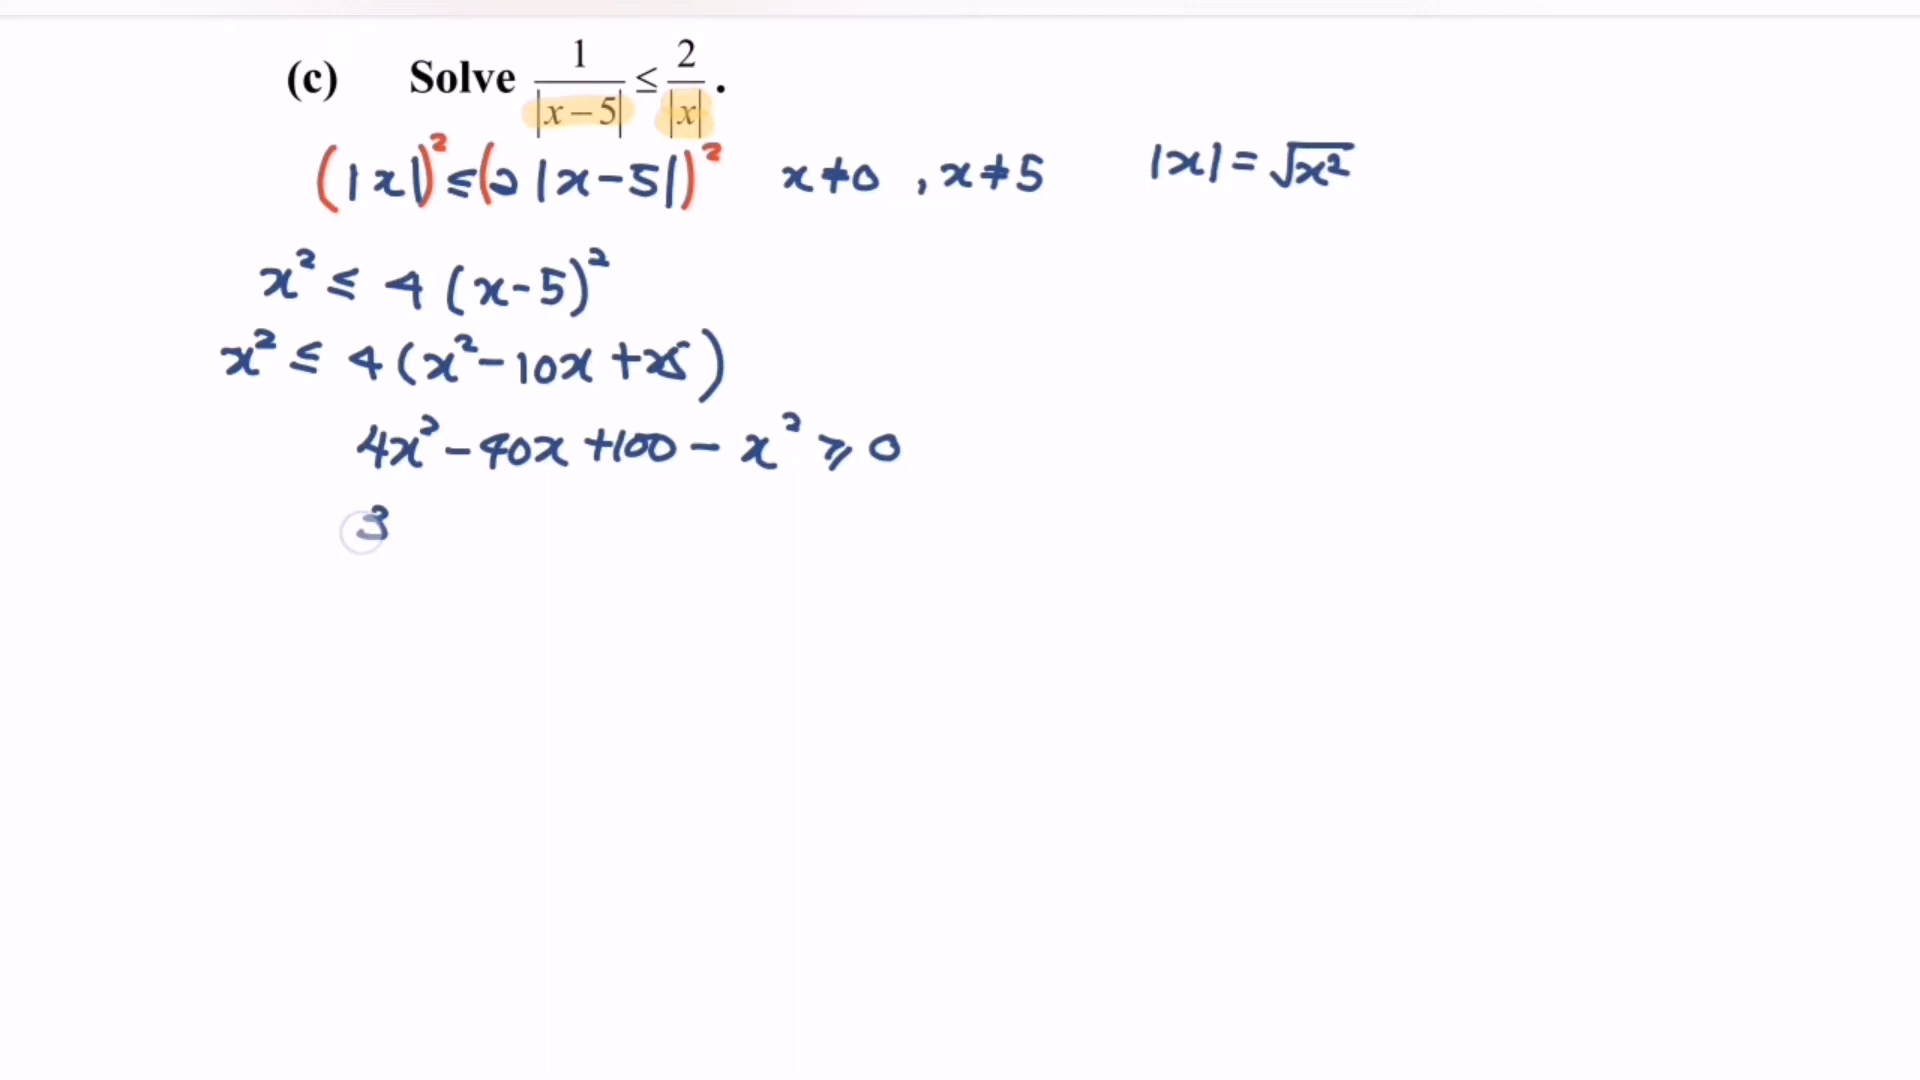 (c) Solve 1/|x − 5| ≤ 2/|x| .
(|x|)² ≤ (2|x−5|)² x≠0 , x≠5 |x| = √x²
x² ≤ 4(x−5)²
x² ≤ 4(x²−10x+25)
4x²−40x+100−x² ≥ 0
3